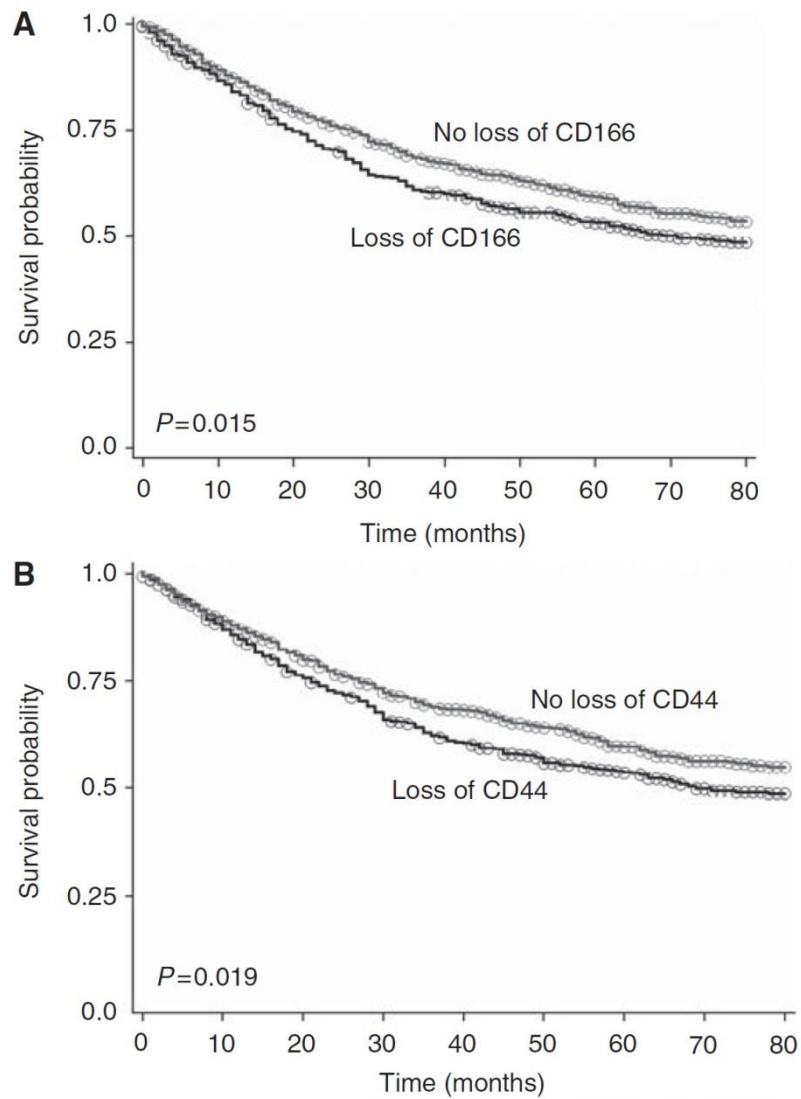 A
1.0
0.75
0.5
0.25
0.0
Survival probability
No loss of CD166
Loss of CD166
P=0.015
0 10 20 30 40 50 60 70 80
Time (months)
B
1.0
0.75
0.5
0.25
0.0
Survival probability
No loss of CD44
Loss of CD44
P=0.019
0 10 20 30 40 50 60 70 80
Time (months)